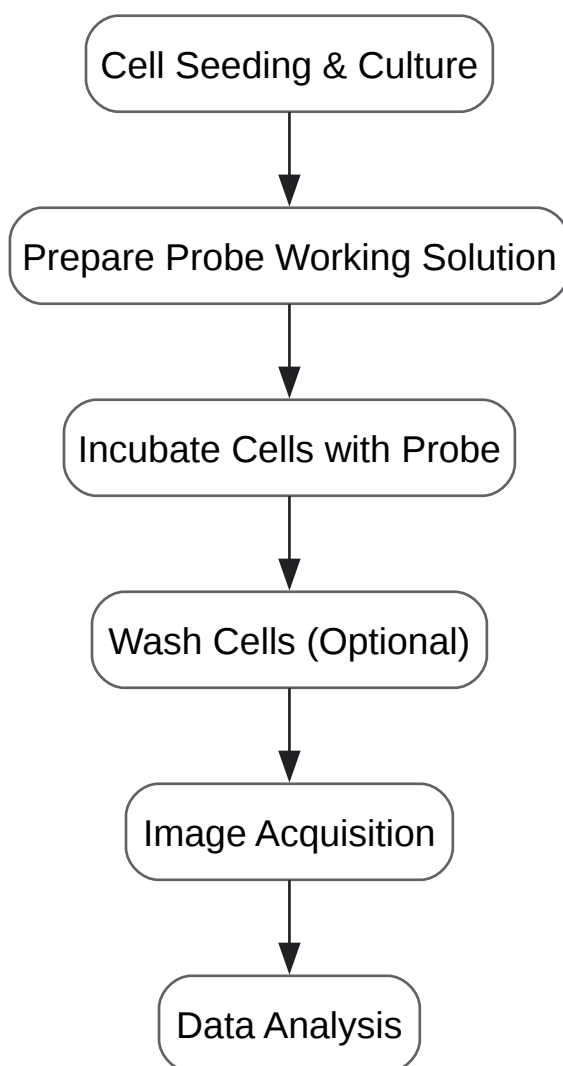 Cell Seeding & Culture
Prepare Probe Working Solution
Incubate Cells with Probe
Wash Cells (Optional)
Image Acquisition
Data Analysis